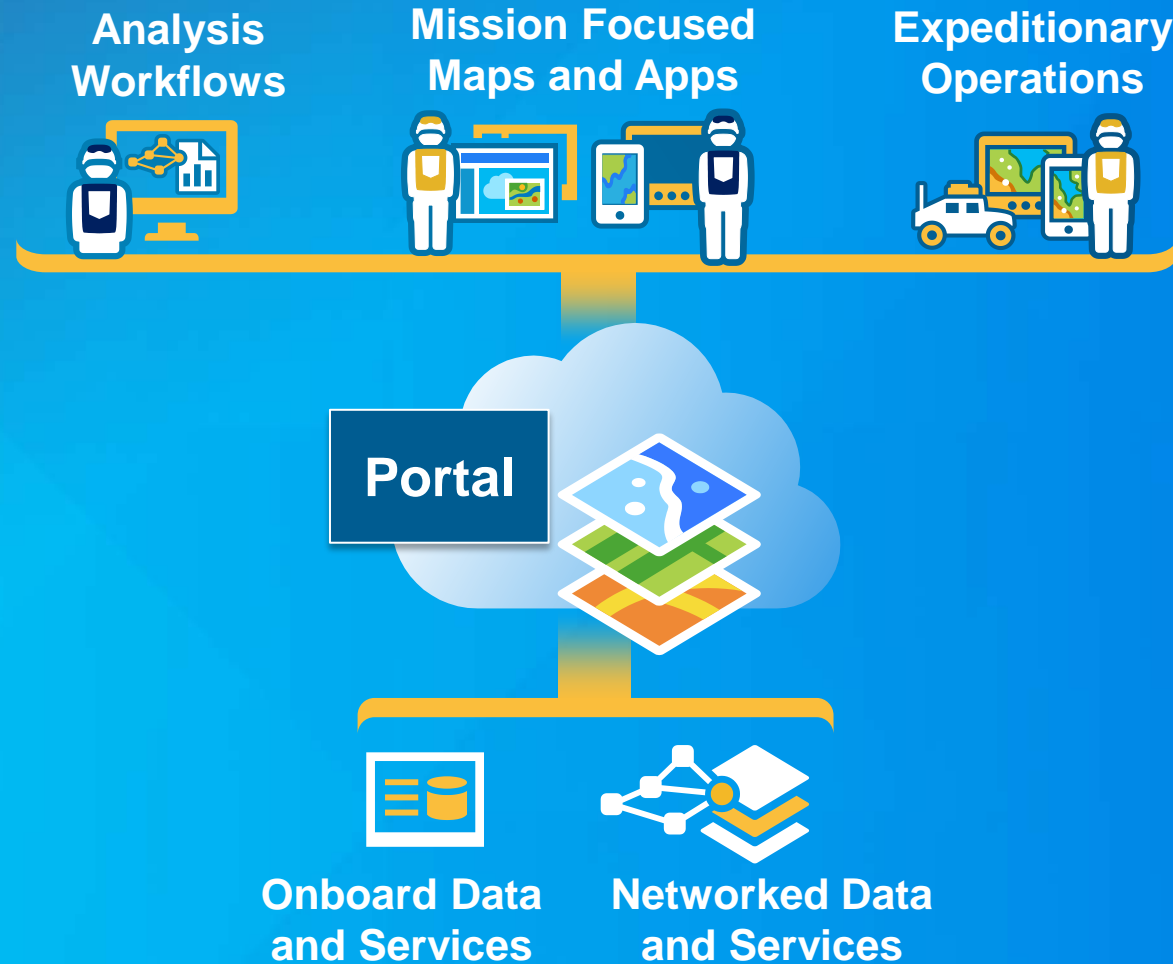 Analysis
Workflows
Mission Focused
Maps and Apps
Expeditionary
Operations
Portal
Onboard Data
and Services
Networked Data
and Services